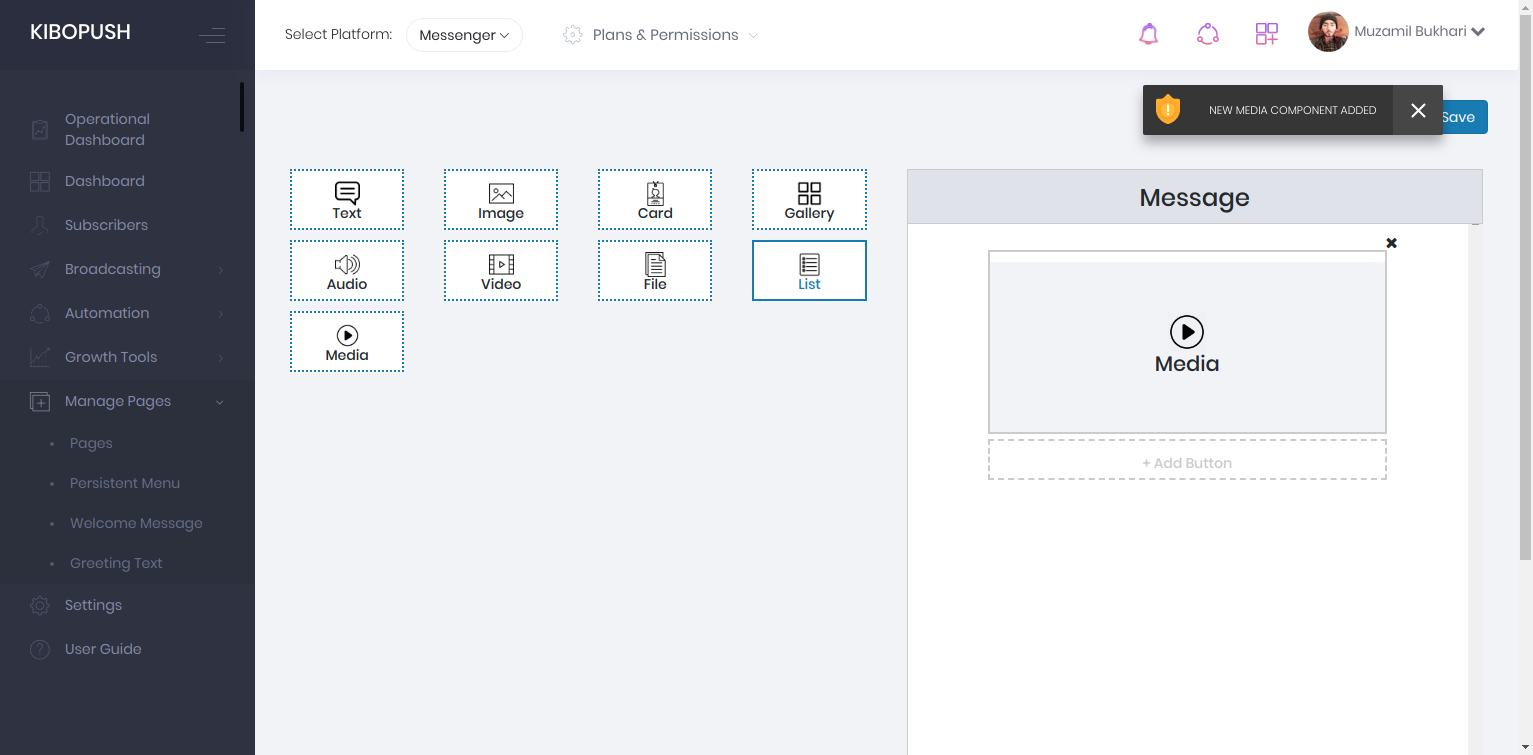 KIBOPUSH
Select Platform:
Messenger
Plans & Permissions
Muzamil Bukhari
NEW MEDIA COMPONENT ADDED
Save
Operational
Dashboard
Dashboard
Subscribers
Broadcasting
Automation
Growth Tools
Manage Pages
Pages
Persistent Menu
Welcome Message
Greeting Text
Settings
User Guide
Text
Image
Card
Gallery
Audio
Video
File
List
Media
Message
Media
+ Add Button